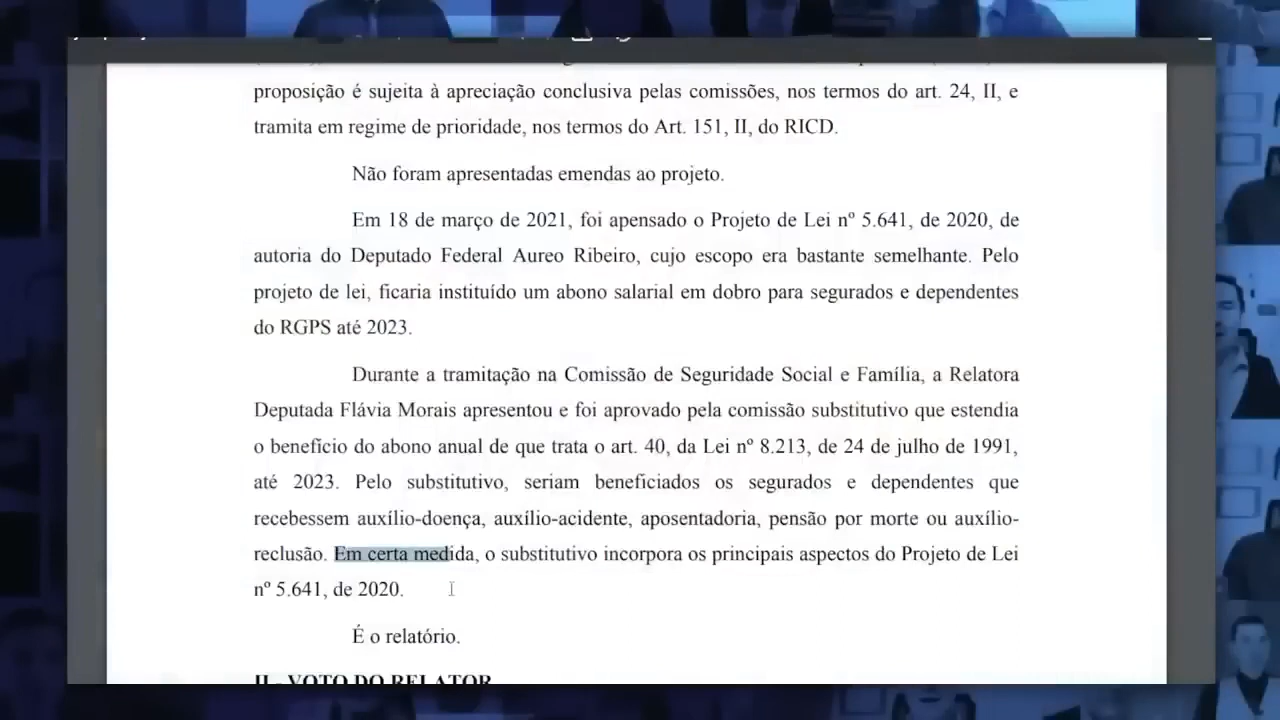 proposição é sujeita à apreciação conclusiva pelas comissões, nos termos do art. 24, II, e
tramita em regime de prioridade, nos termos do Art. 151, II, do RICD.
Não foram apresentadas emendas ao projeto.
Em 18 de março de 2021, foi apensado o Projeto de Lei nº 5.641, de 2020, de
autoria do Deputado Federal Aureo Ribeiro, cujo escopo era bastante semelhante. Pelo
projeto de lei, ficaria instituído um abono salarial em dobro para segurados e dependentes
do RGPS até 2023.
Durante a tramitação na Comissão de Seguridade Social e Família, a Relatora
Deputada Flávia Morais apresentou e foi aprovado pela comissão substitutivo que estendia
o benefício do abono anual de que trata o art. 40, da Lei nº 8.213, de 24 de julho de 1991,
até 2023. Pelo substitutivo, seriam beneficiados os segurados e dependentes que
recebessem auxílio-doença, auxílio-acidente, aposentadoria, pensão por morte ou auxílio-
reclusão. Em certa medida, o substitutivo incorpora os principais aspectos do Projeto de Lei
nº 5.641, de 2020.
É o relatório.
II - VOTO DO RELATOR